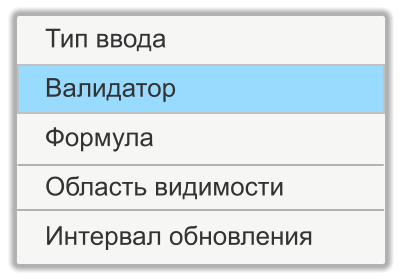 Тип ввода
Валидатор
Формула
Область видимости
Интервал обновления